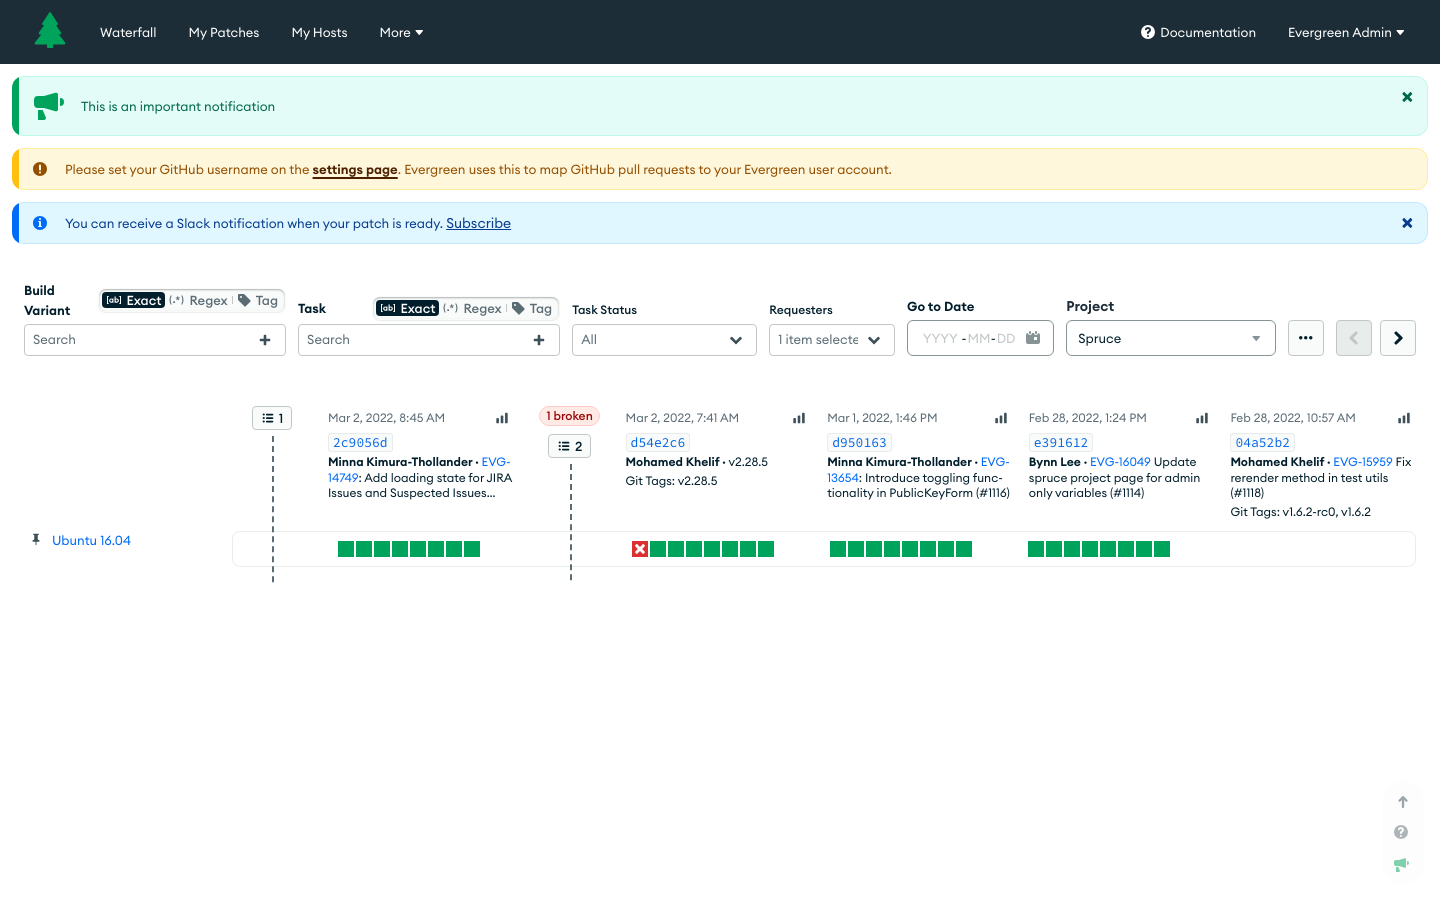 Waterfall My Patches My Hosts More Documentation Evergreen Admin
This is an important notification
Please set your GitHub username on the settings page. Evergreen uses this to map GitHub pull requests to your Evergreen user account.
You can receive a Slack notification when your patch is ready. Subscribe
Build Variant
[ab] Exact (.*) Regex Tag
Search
Task
[ab] Exact (.*) Regex Tag
Search
Task Status
All
Requesters
1 item selecte
Go to Date
YYYY-MM-DD
Project
Spruce
1
Mar 2, 2022, 8:45 AM
2c9056d
Minna Kimura-Thollander · EVG-
14749: Add loading state for JIRA
Issues and Suspected Issues...
1 broken
2
Mar 2, 2022, 7:41 AM
d54e2c6
Mohamed Khelif · v2.28.5
Git Tags: v2.28.5
Mar 1, 2022, 1:46 PM
d950163
Minna Kimura-Thollander · EVG-
13654: Introduce toggling func-
tionality in PublicKeyForm (#1116)
Feb 28, 2022, 1:24 PM
e391612
Bynn Lee · EVG-16049 Update
spruce project page for admin
only variables (#1114)
Feb 28, 2022, 10:57 AM
04a52b2
Mohamed Khelif · EVG-15959 Fix
rerender method in test utils
(#1118)
Git Tags: v1.6.2-rc0, v1.6.2
Ubuntu 16.04